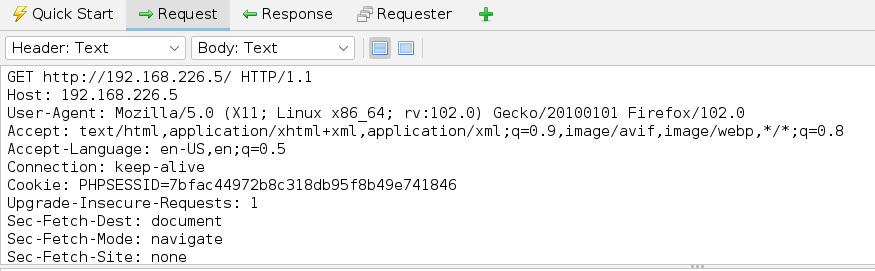 Quick Start Request Response Requester
Header: Text Body: Text
GET http://192.168.226.5/ HTTP/1.1
Host: 192.168.226.5
User-Agent: Mozilla/5.0 (X11; Linux x86_64; rv:102.0) Gecko/20100101 Firefox/102.0
Accept: text/html,application/xhtml+xml,application/xml;q=0.9,image/avif,image/webp,*/*;q=0.8
Accept-Language: en-US,en;q=0.5
Connection: keep-alive
Cookie: PHPSESSID=7bfac44972b8c318db95f8b49e741846
Upgrade-Insecure-Requests: 1
Sec-Fetch-Dest: document
Sec-Fetch-Mode: navigate
Sec-Fetch-Site: none